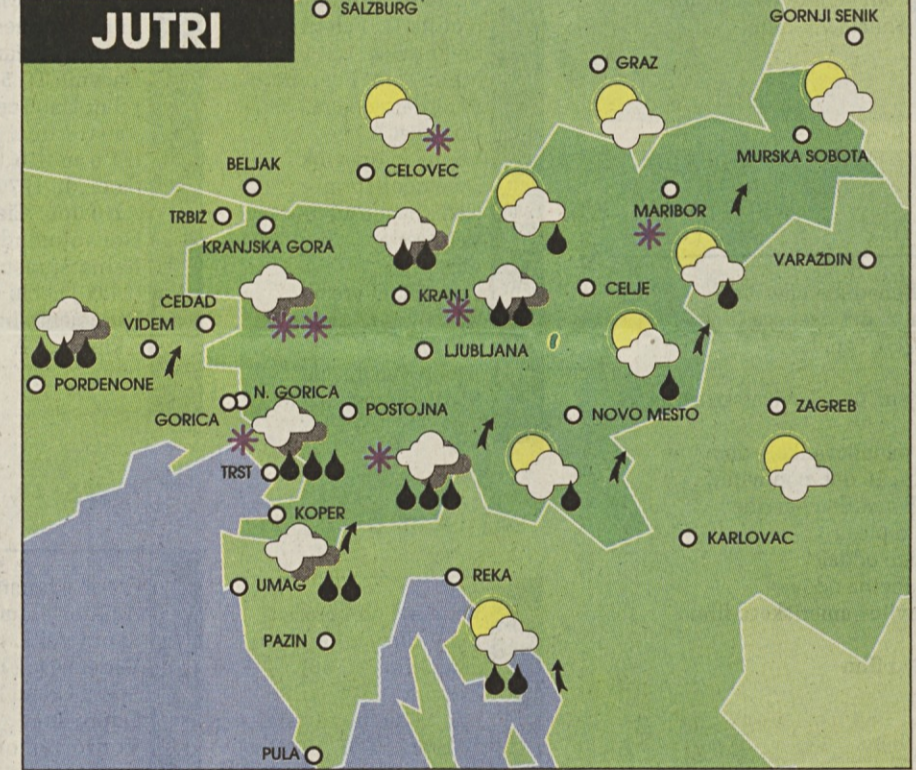 JUTRI
SALZBURG
GORNJI SENIK
GRAZ
MURSKA SOBOTA
CELOVEC
BELJAK
TRBIŽ
KRANJSKA GORA
MARIBOR
VARAŽDIN
KRANJ
CELJE
ČEDAD
VIDEM
LJUBLJANA
PORDENONE
N. GORICA
GORICA
POSTOJNA
NOVO MESTO
ZAGREB
TRST
KOPER
KARLOVAC
UMAG
REKA
PAZIN
PULA